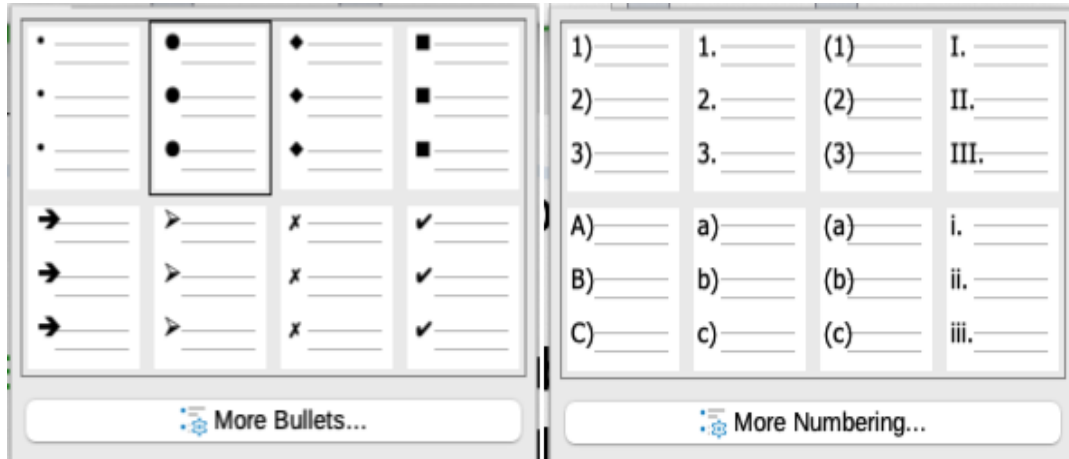 1) 1. (1) I.
2) 2. (2) II.
3) 3. (3) III.
A) a) (a) i.
B) b) (b) ii.
C) c) (c) iii.
More Bullets...
More Numbering...